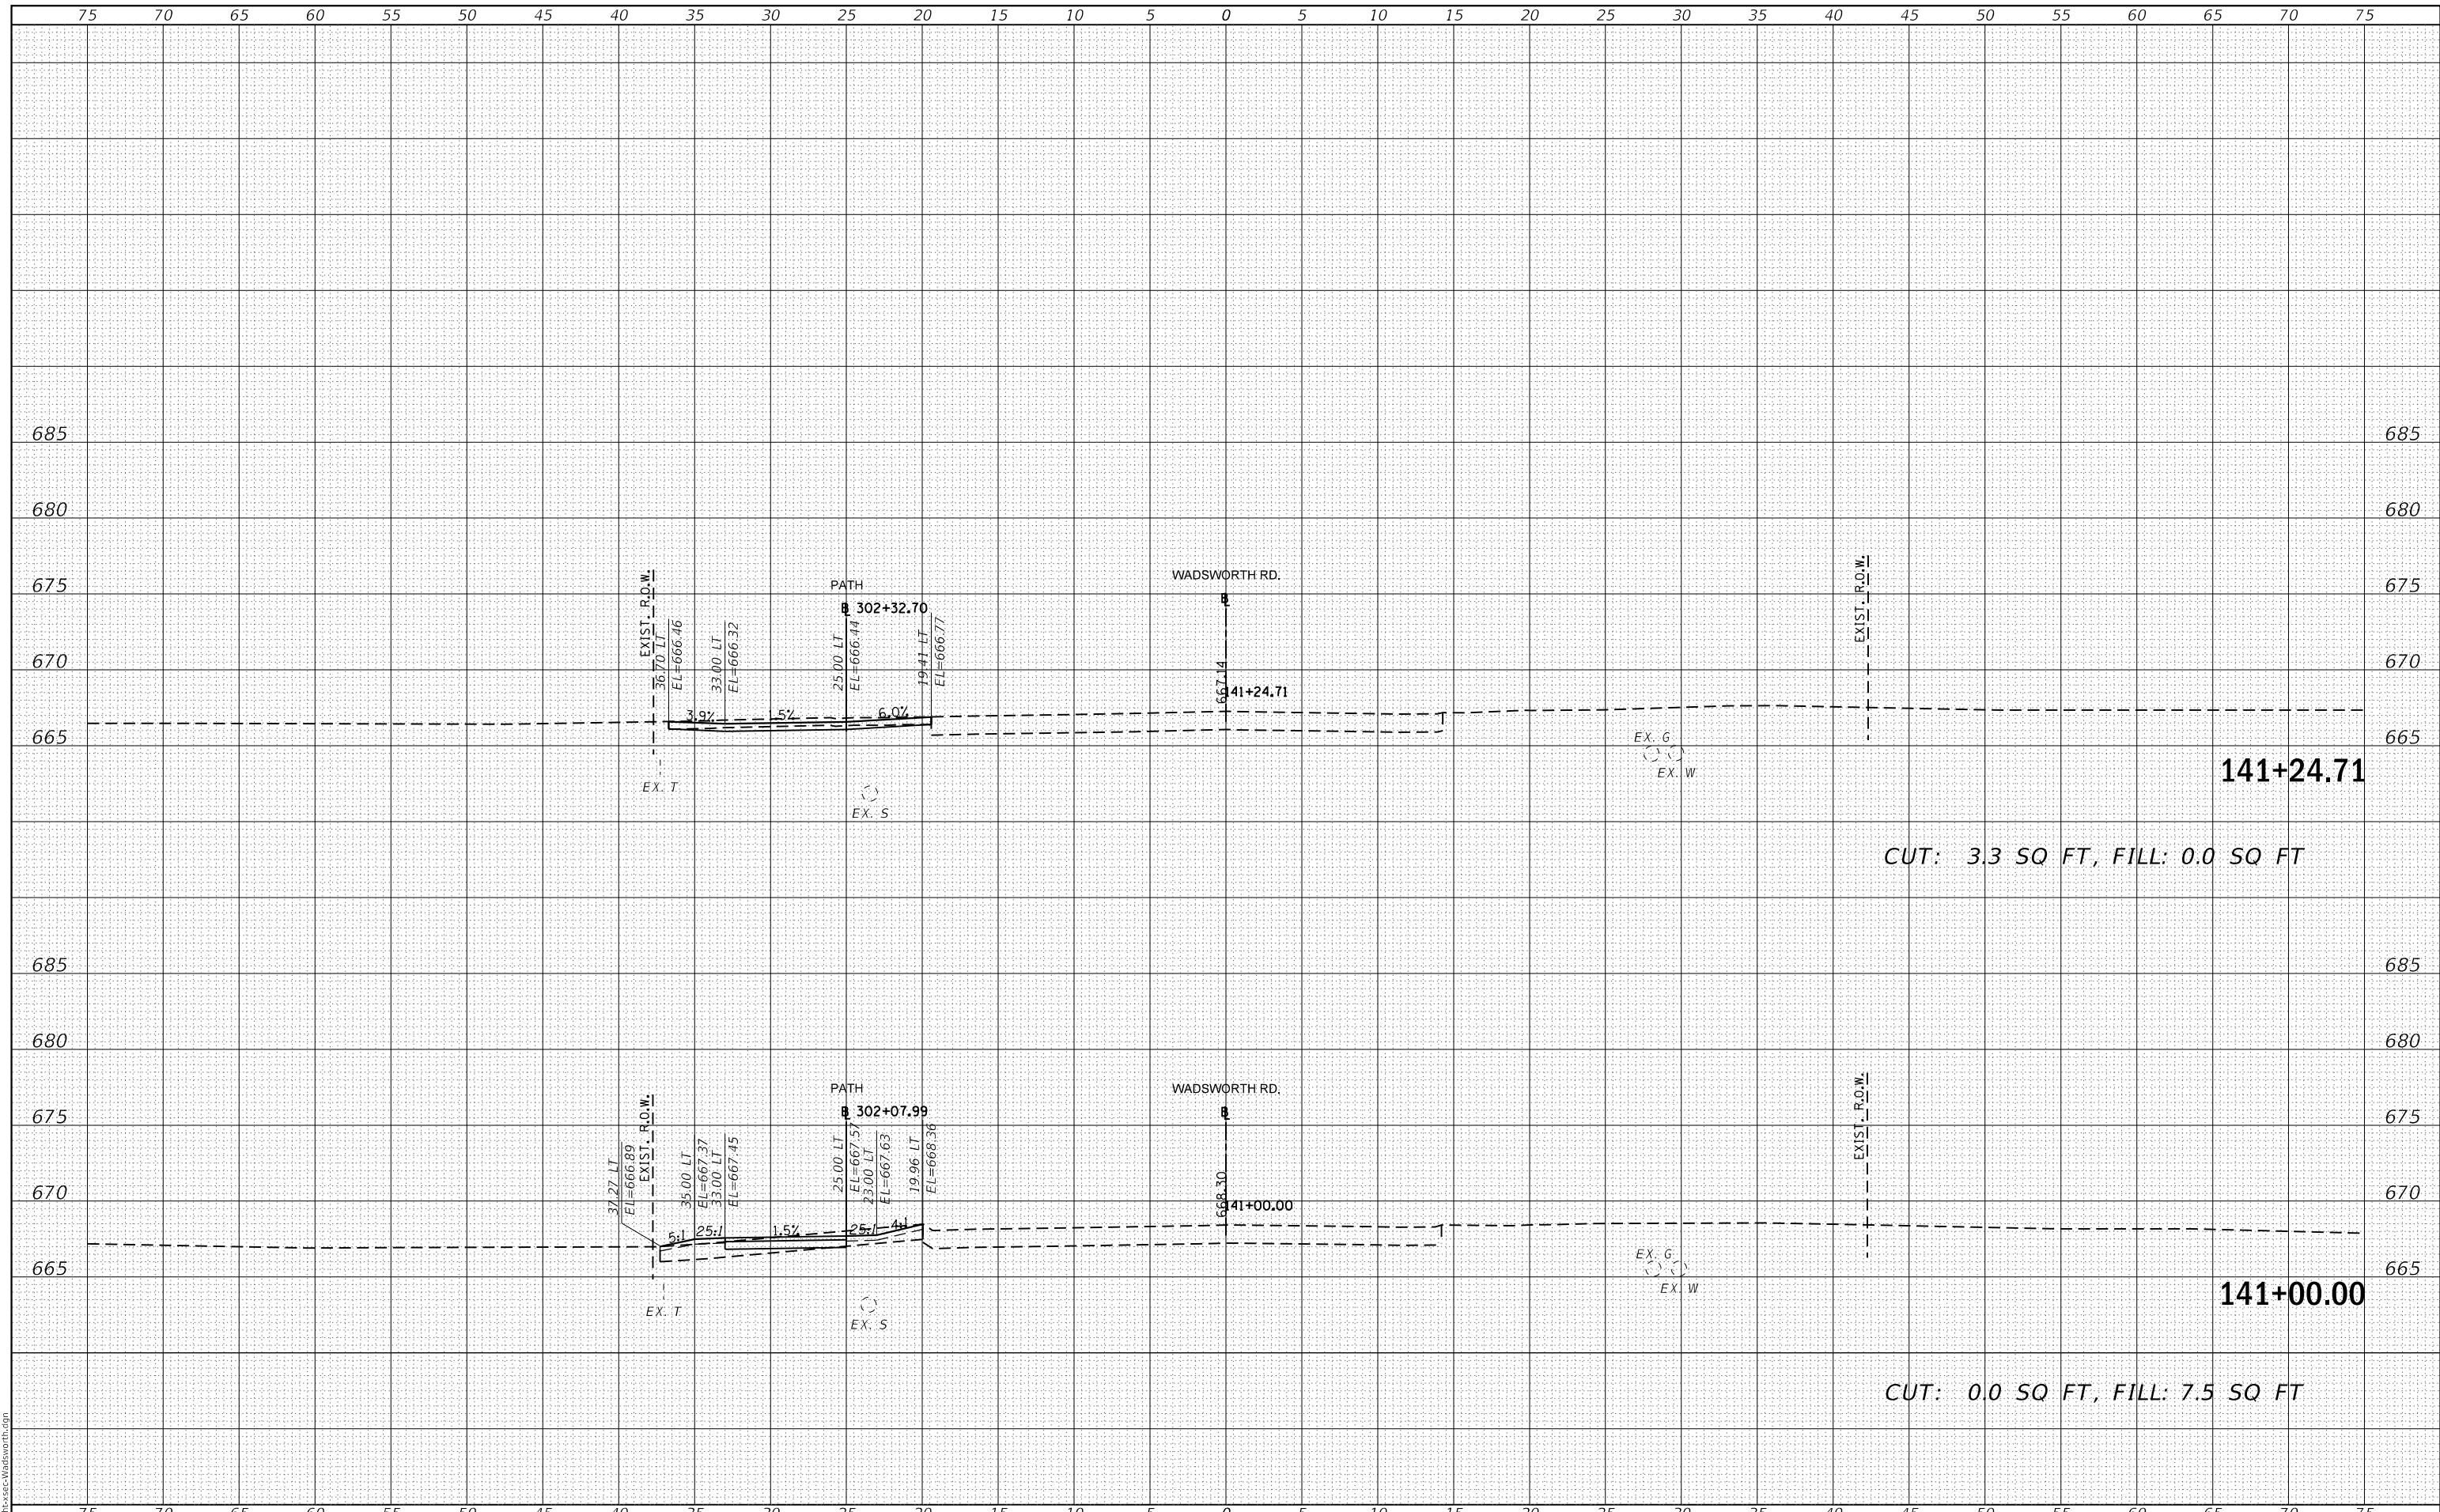 75 70 65 60 55 50 45 40 35 30 25 20 15 10 5 0 5 10 15 20 25 30 35 40 45 50 55 60 65 70 75
685 685
680 680
675 675
670 670
665 665
EXIST. R.O.W.
PATH
B 302+32.70
WADSWORTH RD.
B
EXIST. R.O.W.
36.70 LT
EL=666.46
33.00 LT
EL=666.32
25.00 LT
EL=666.44
19.41 LT
EL=666.77
667.14
141+24.71
3.9% 1.5% 6.0%
EX. T
EX. S
EX. G
EX. W
141+24.71
CUT: 3.3 SQ FT, FILL: 0.0 SQ FT
685 685
680 680
675 675
670 670
665 665
EXIST. R.O.W.
PATH
B 302+07.99
WADSWORTH RD.
B
EXIST. R.O.W.
37.27 LT
EL=666.89
35.00 LT
EL=667.37
33.00 LT
EL=667.45
25.00 LT
EL=667.57
23.00 LT
EL=667.63
19.96 LT
EL=668.36
668.30
141+00.00
5:1 25:1 1.5% 25:1 4:1
EX. T
EX. S
EX. G
EX. W
141+00.00
CUT: 0.0 SQ FT, FILL: 7.5 SQ FT
75 70 65 60 55 50 45 40 35 30 25 20 15 10 5 0 5 10 15 20 25 30 35 40 45 50 55 60 65 70 75